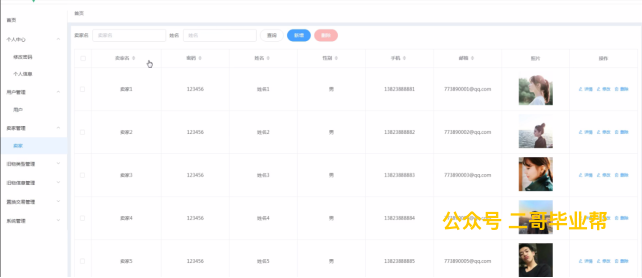 首页
首页
个人中心
修改密码
个人信息
用户管理
用户
卖家管理
卖家
旧物类型管理
旧物信息管理
置换交易管理
系统管理
卖家名 卖家名 姓名 姓名 查询 新增 删除
卖家名 密码 姓名 性别 手机 邮箱 照片 操作
卖家1 123456 姓名1 男 13823888881 773890001@qq.com 详情 修改 删除
卖家2 123456 姓名2 男 13823888882 773890002@qq.com 详情 修改 删除
卖家3 123456 姓名3 男 13823888883 773890003@qq.com 详情 修改 删除
卖家4 123456 姓名4 男 13823888884 详情 修改 删除
公众号 二哥毕业帮
卖家5 123456 姓名5 男 13823888885 773890005@qq.com 详情 修改 删除